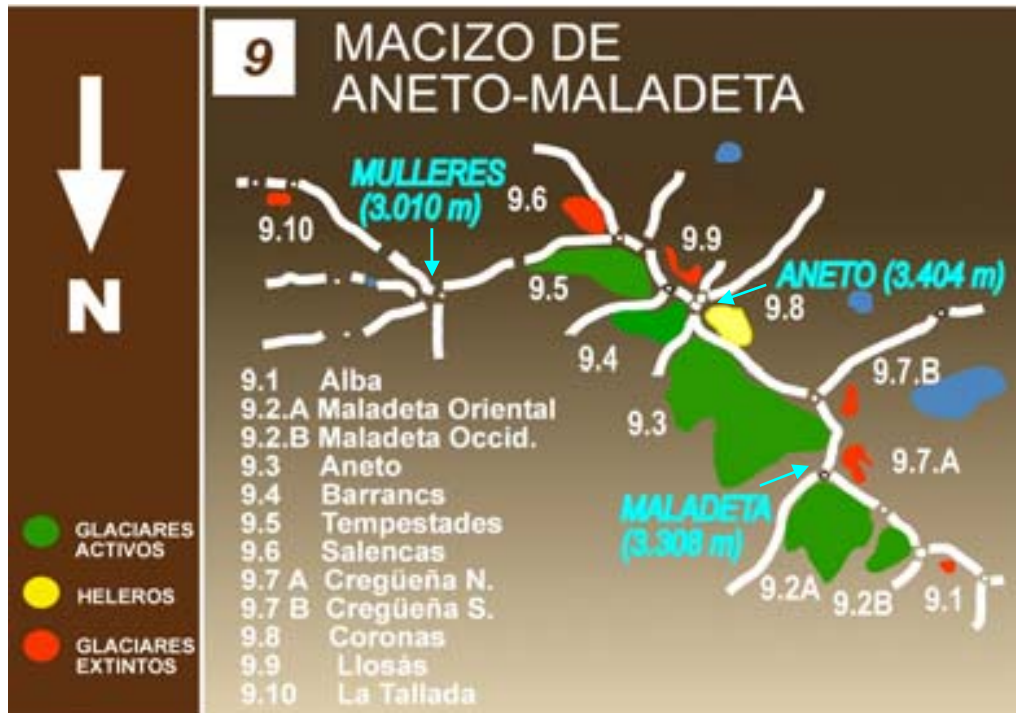 9
MACIZO DE
ANETO-MALADETA
N
MULLERES
(3.010 m)
9.6
9.10
9.9
ANETO (3.404 m)
9.5
9.8
9.4
9.7.B
9.3
9.7.A
MALADETA
(3.308 m)
9.2A
9.2B
9.1
9.1 Alba
9.2.A Maladeta Oriental
9.2.B Maladeta Occid.
9.3 Aneto
9.4 Barrancs
9.5 Tempestades
9.6 Salencas
9.7 A Cregüeña N.
9.7 B Cregüeña S.
9.8 Coronas
9.9 Llosás
9.10 La Tallada
GLACIARES
ACTIVOS
HELEROS
GLACIARES
EXTINTOS